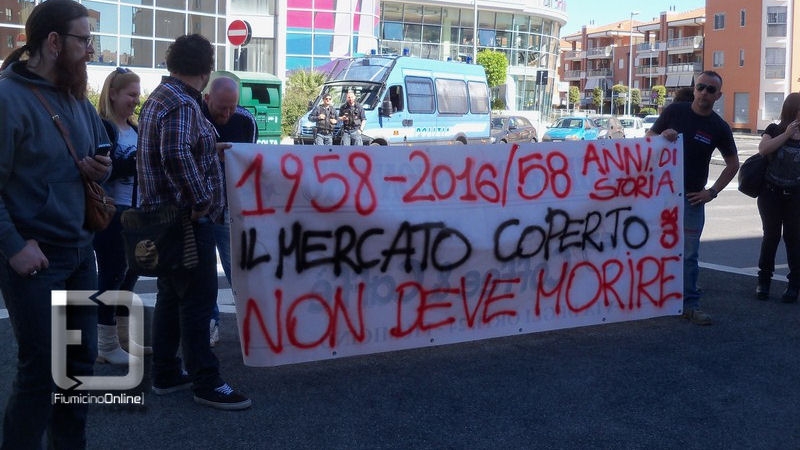 1958-2016/58 ANNI DI
STORIA
IL MERCATO COPERTO
NON DEVE MORIRE
POLIZIA
[FiumicinoOnline]